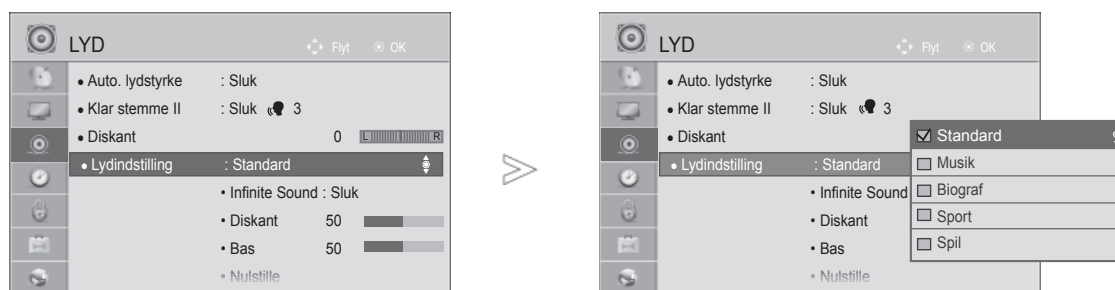 LYD Flyt OK
• Auto. lydstyrke : Sluk
• Klar stemme II : Sluk 3
• Diskant 0 L R
• Lydindstilling : Standard
• Infinite Sound : Sluk
• Diskant 50
• Bas 50
• Nulstille
LYD Flyt OK
• Auto. lydstyrke : Sluk
• Klar stemme II : Sluk 3
• Diskant
• Lydindstilling : Standard
• Infinite Sound
• Diskant
• Bas
• Nulstille
Standard
Musik
Biograf
Sport
Spil